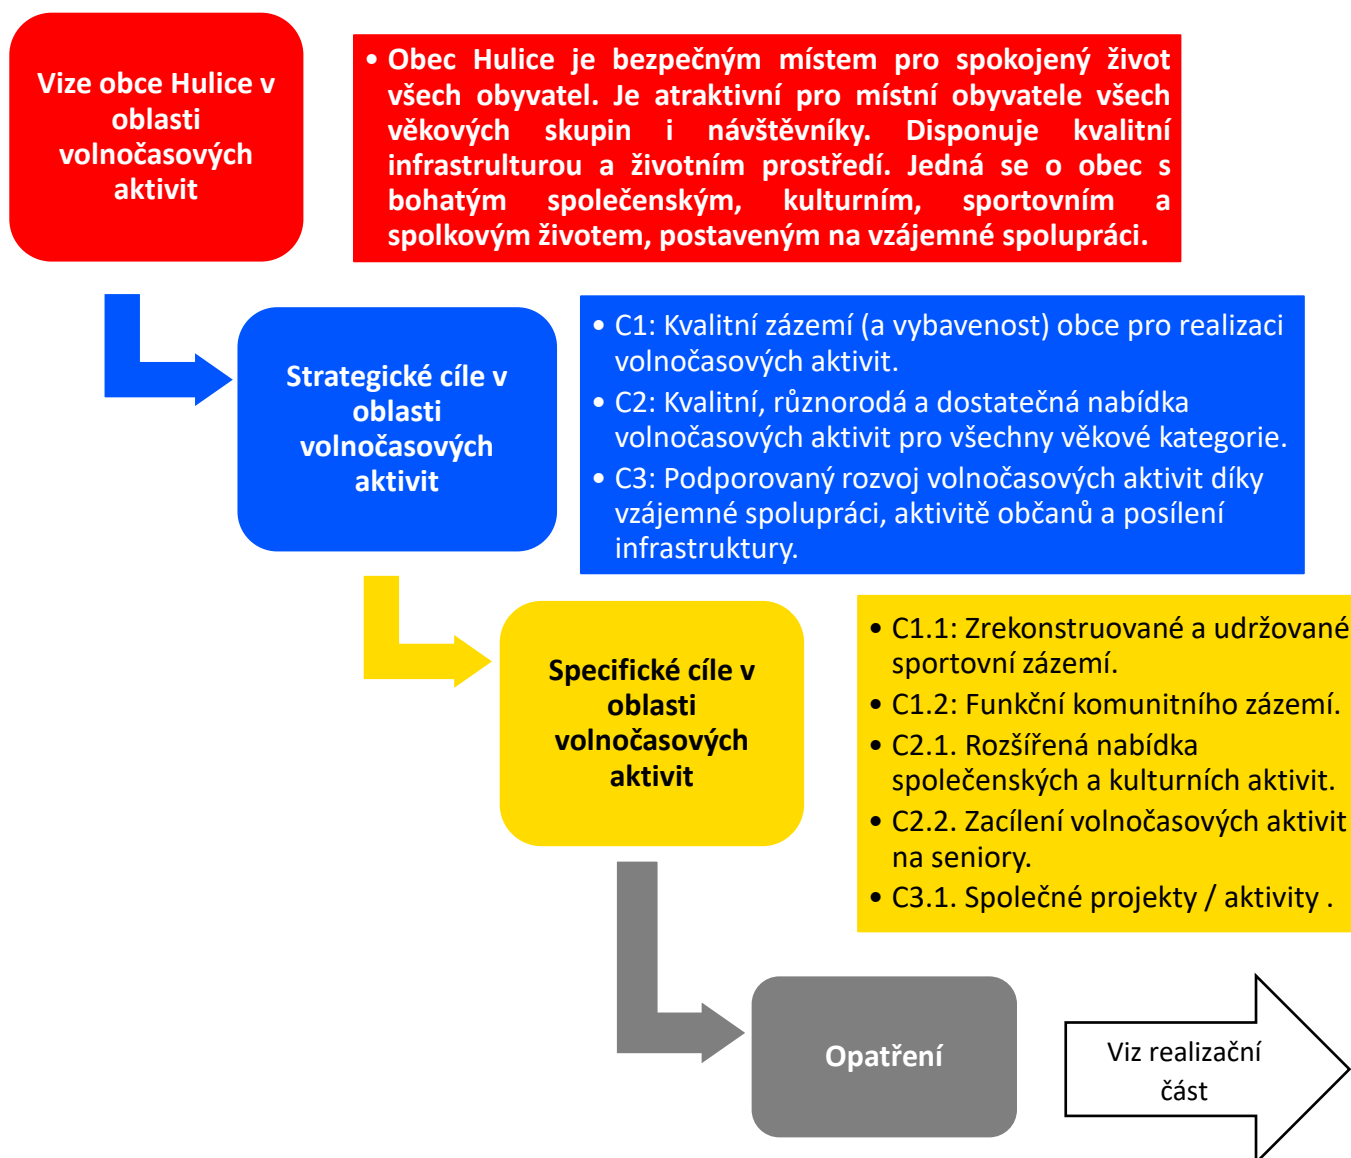 Vize obce Hulice v
oblasti
volnočasových
aktivit
• Obec Hulice je bezpečným místem pro spokojený život
všech obyvatel. Je atraktivní pro místní obyvatele všech
věkových skupin i návštěvníky. Disponuje kvalitní
infrastrulturou a životním prostředí. Jedná se o obec s
bohatým společenským, kulturním, sportovním a
spolkovým životem, postaveným na vzájemné spolupráci.
Strategické cíle v
oblasti
volnočasových
aktivit
• C1: Kvalitní zázemí (a vybavenost) obce pro realizaci
volnočasových aktivit.
• C2: Kvalitní, různorodá a dostatečná nabídka
volnočasových aktivit pro všechny věkové kategorie.
• C3: Podporovaný rozvoj volnočasových aktivit díky
vzájemné spolupráci, aktivitě občanů a posílení
infrastruktury.
Specifické cíle v
oblasti
volnočasových
aktivit
• C1.1: Zrekonstruované a udržované
sportovní zázemí.
• C1.2: Funkční komunitního zázemí.
• C2.1. Rozšířená nabídka
společenských a kulturních aktivit.
• C2.2. Zacílení volnočasových aktivit
na seniory.
• C3.1. Společné projekty / aktivity .
Opatření
Viz realizační
část